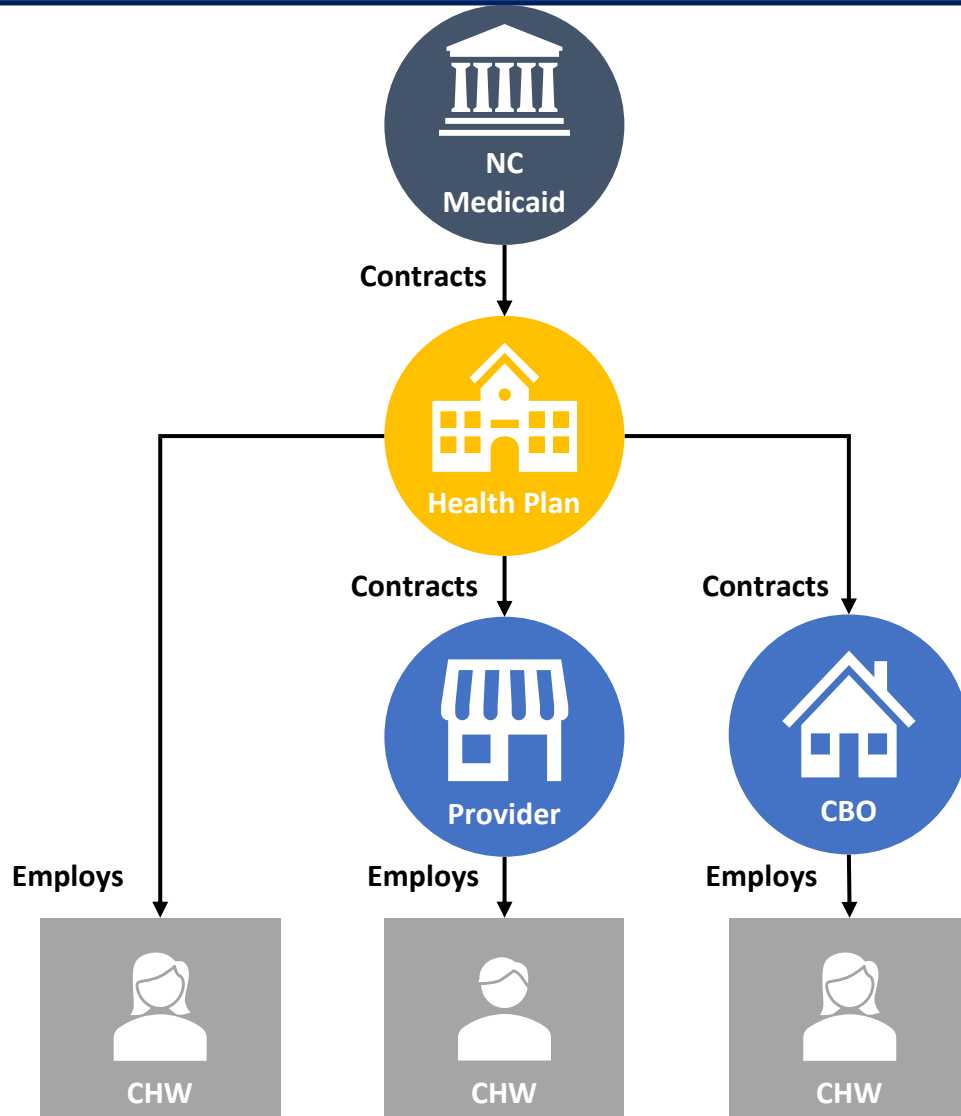 NC
Medicaid
Contracts
Health Plan
Contracts
Contracts
Provider
CBO
Employs
Employs
Employs
CHW
CHW
CHW